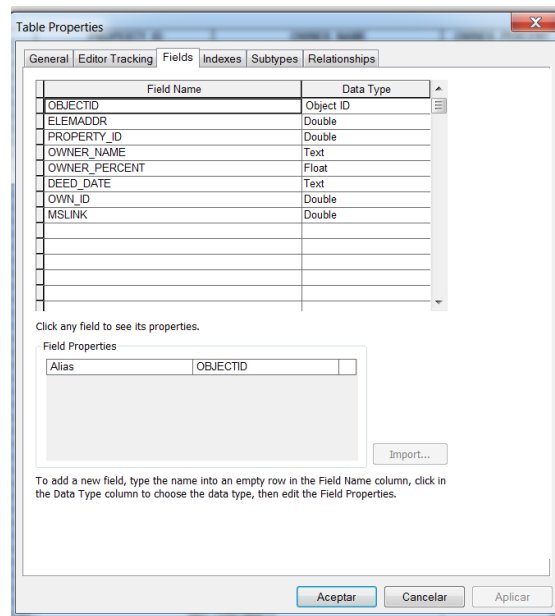 Table Properties
General Editor Tracking Fields Indexes Subtypes Relationships
Field Name Data Type
OBJECTID Object ID
ELEMADDR Double
PROPERTY_ID Double
OWNER_NAME Text
OWNER_PERCENT Float
DEED_DATE Text
OWN_ID Double
MSLINK Double
Click any field to see its properties.
Field Properties
Alias OBJECTID
Import...
To add a new field, type the name into an empty row in the Field Name column, click in
the Data Type column to choose the data type, then edit the Field Properties.
Aceptar Cancelar Aplicar